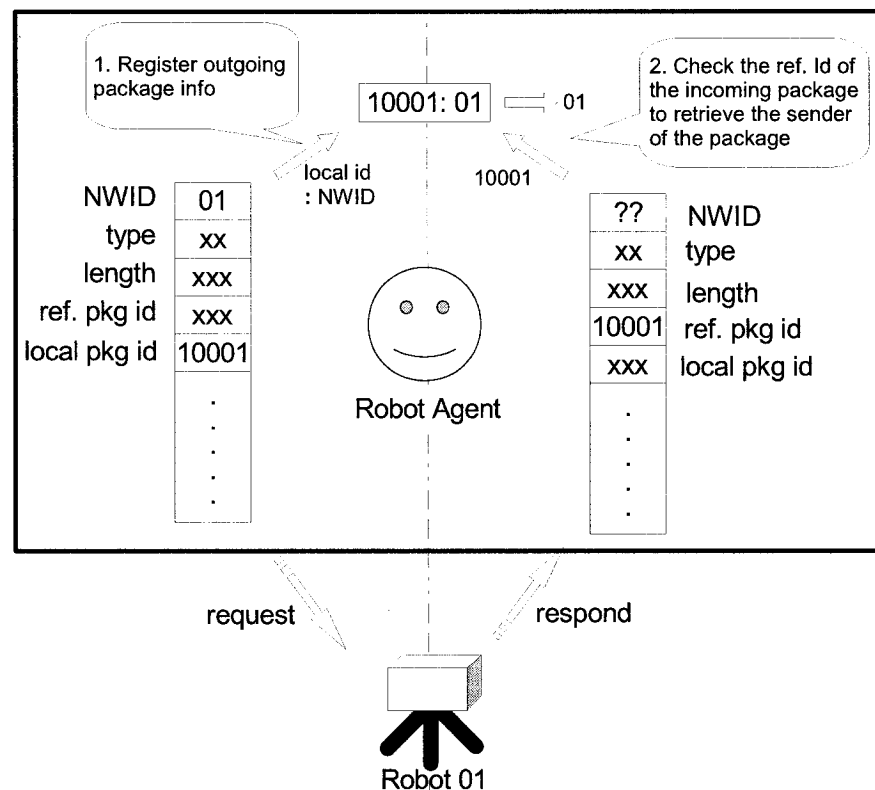 1. Register outgoing
package info
10001: 01
01
2. Check the ref. Id of
the incoming package
to retrieve the sender
of the package
local id
: NWID
10001
NWID 01
type xx
length xxx
ref. pkg id xxx
local pkg id 10001
?? NWID
xx type
xxx length
10001 ref. pkg id
xxx local pkg id
Robot Agent
request
respond
Robot 01